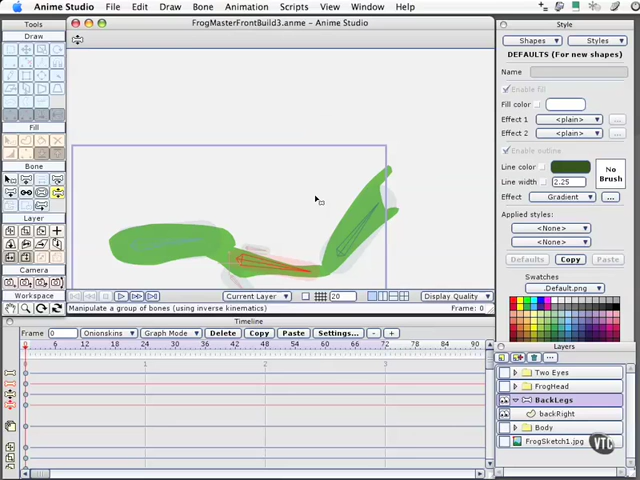 Anime Studio File Edit Draw Bone Animation Scripts View Window Help
FrogMasterFrontBuild3.anme - Anime Studio
Tools
Draw
Fill
Bone
Layer
Camera
Workspace
Style
Shapes Styles
DEFAULTS (For new shapes)
Name
Enable fill
Fill color
Effect 1 <plain> ...
Effect 2 <plain> ...
Enable outline
Line color
Line width 2.25
No Brush
Effect Gradient ...
Applied styles:
<None>
<None>
Defaults Copy Paste
Swatches
.Default.png
Current Layer 20 Display Quality
Manipulate a group of bones (using inverse kinematics) Frame: 0
Timeline
Frame 0 Onionskins Graph Mode Delete Copy Paste Settings... - +
0 6 12 18 24 30 36 42 48 54 60 66 72 78 84 90
0 1 2 3
Layers
Two Eyes
FrogHead
BackLegs
backRight
Body
FrogSketch1.jpg
VTC